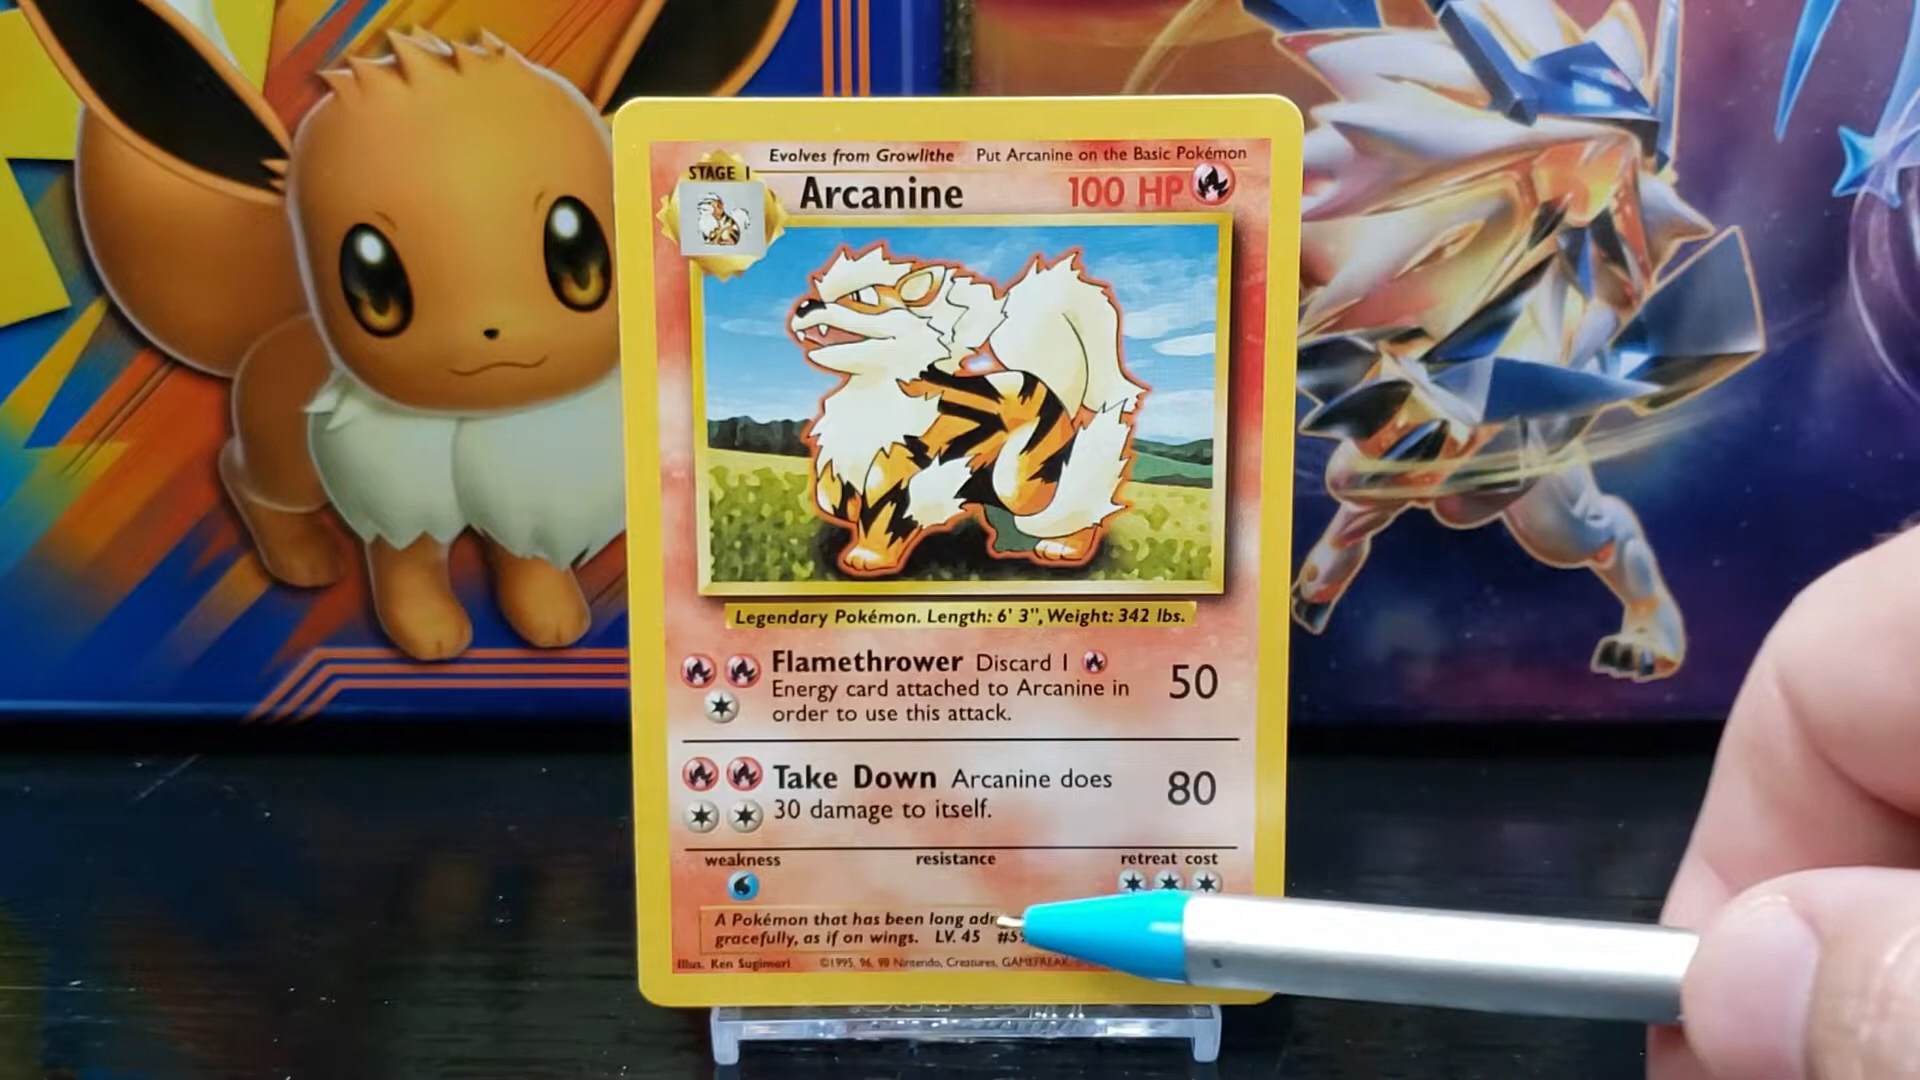 Evolves from Growlithe Put Arcanine on the Basic Pokémon
STAGE 1
Arcanine 100 HP
Legendary Pokémon. Length: 6' 3", Weight: 342 lbs.
Flamethrower Discard 1
Energy card attached to Arcanine in
order to use this attack.
50
Take Down Arcanine does
30 damage to itself.
80
weakness resistance retreat cost
A Pokémon that has been long
gracefully, as if on wings. LV. 45
Illus. Ken Sugimori ©1995, 96, 98 Nintendo, Creatures, GAMEFREAK.